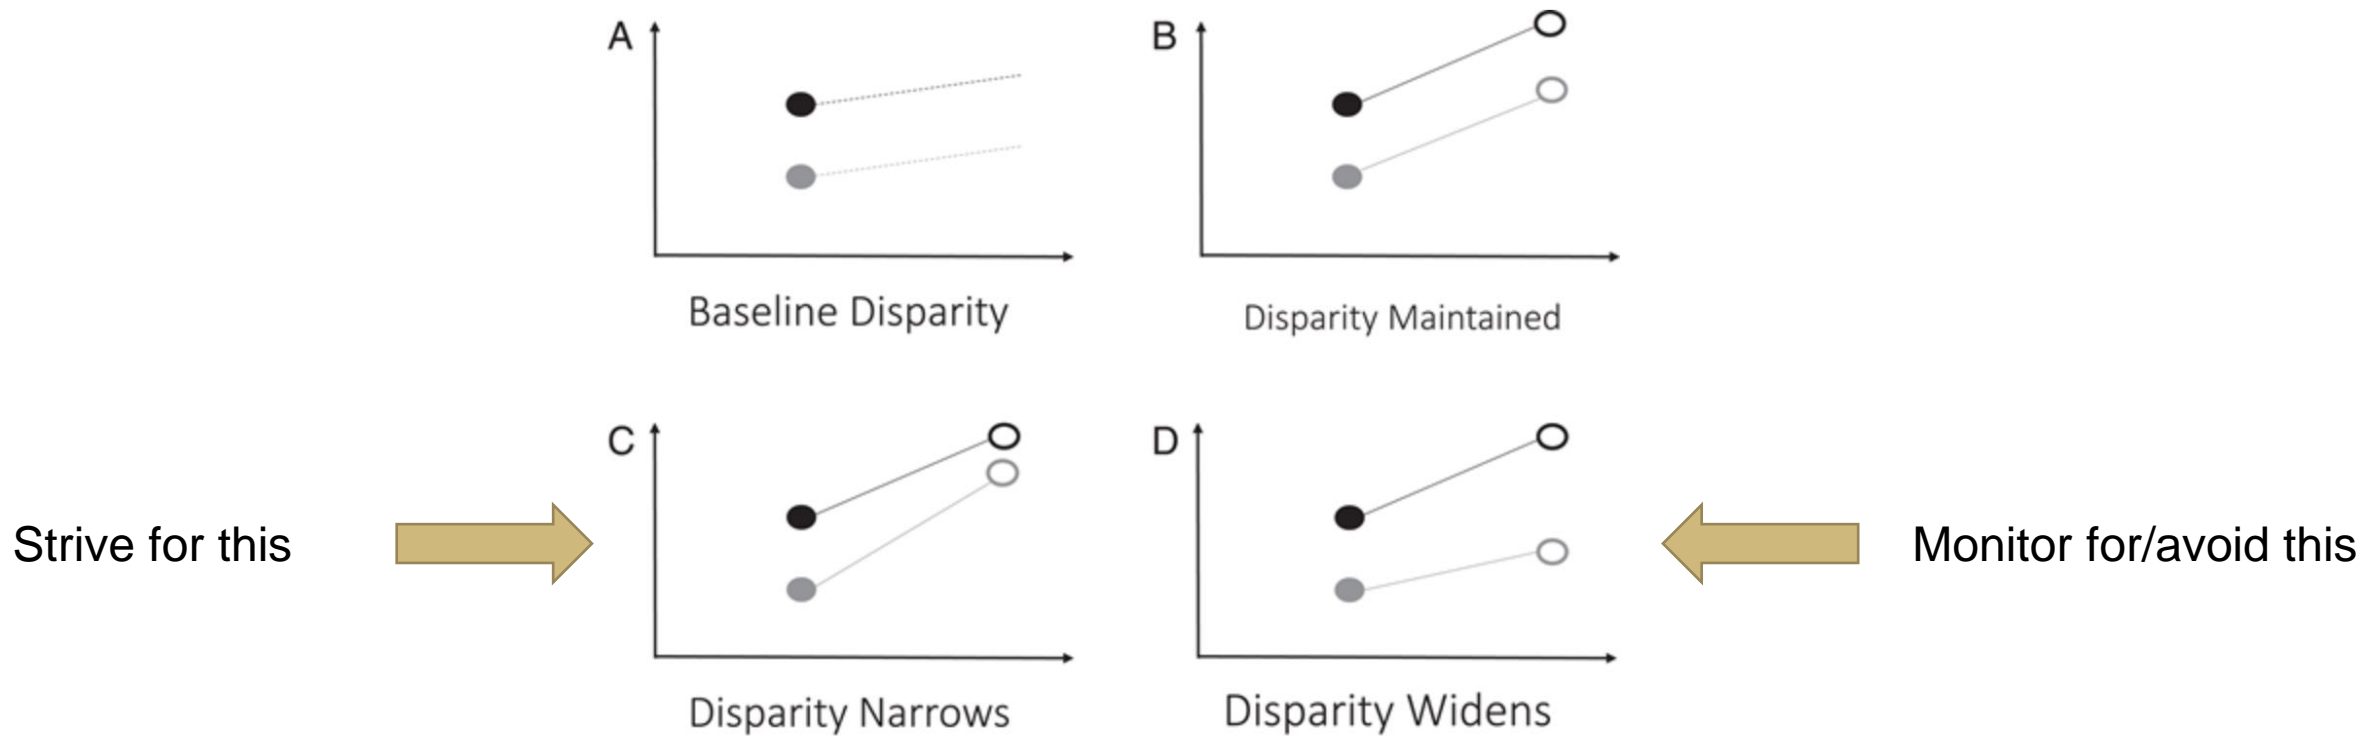 A
B
Baseline Disparity
Disparity Maintained
C
D
Strive for this
Monitor for/avoid this
Disparity Narrows
Disparity Widens